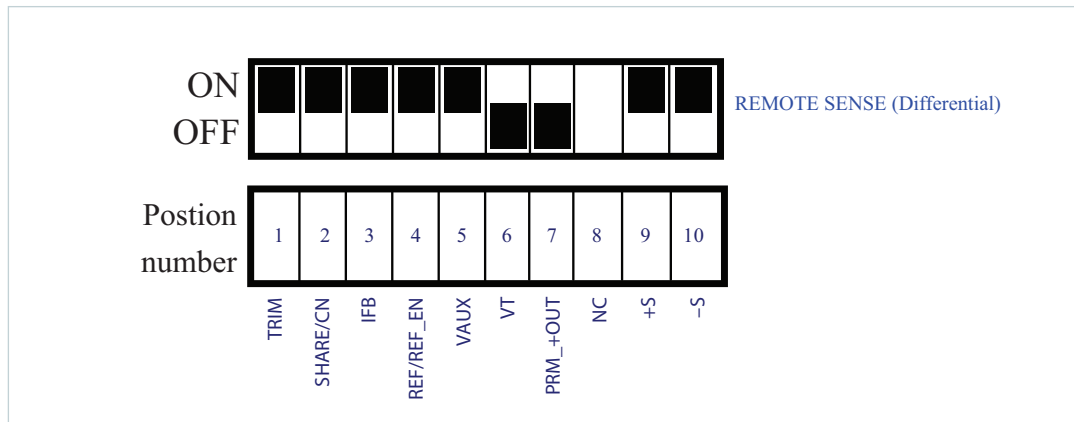 ON
OFF
REMOTE SENSE (Differential)
Postion
number
1 2 3 4 5 6 7 8 9 10
TRIM
SHARE/CN
IFB
REF/REF_EN
VAUX
VT
PRM_+OUT
NC
+S
–S